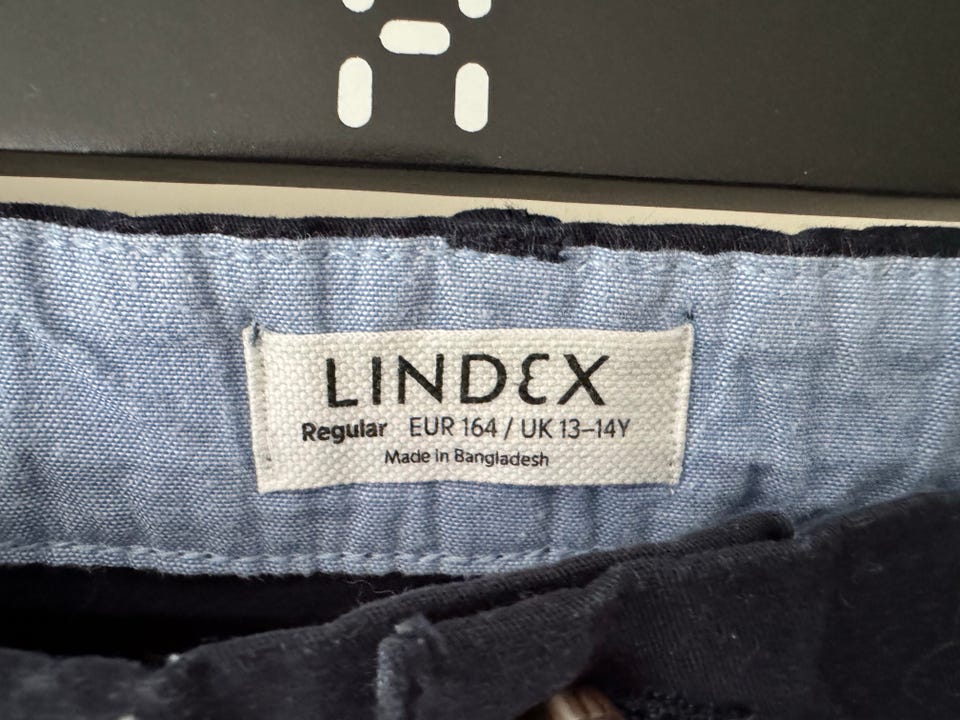 LINDEX
Regular EUR 164 / UK 13–14Y
Made in Bangladesh